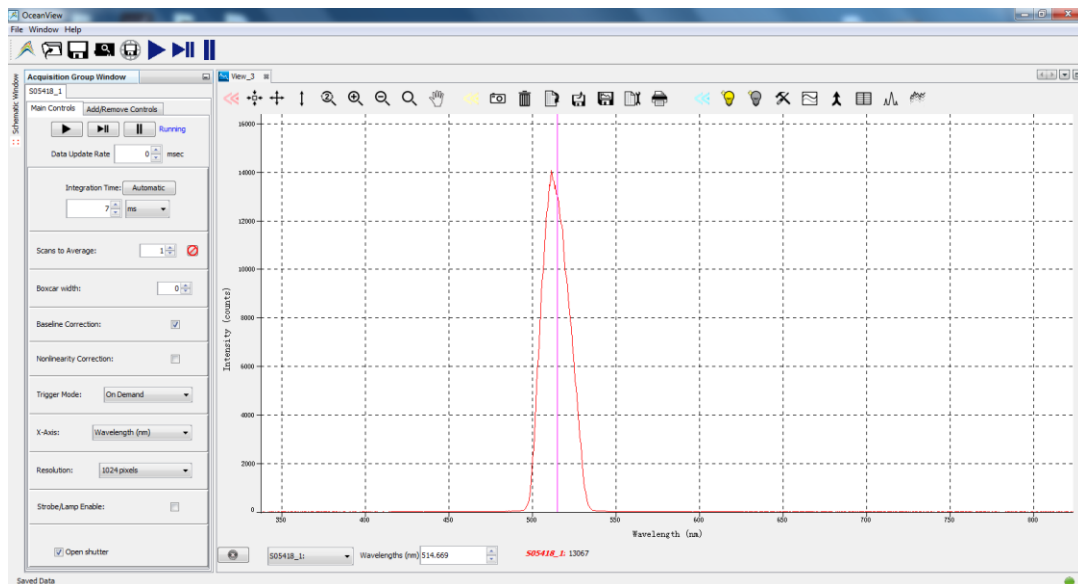 OceanView
File Window Help
Schematic Window
Acquisition Group Window
S05418_1
Main Controls Add/Remove Controls
Running
Data Update Rate 0 msec
Integration Time: Automatic
7 ms
Scans to Average: 1
Boxcar width: 0
Baseline Correction:
Nonlinearity Correction:
Trigger Mode: On Demand
X-Axis: Wavelength (nm)
Resolution: 1024 pixels
Strobe/Lamp Enable:
Open shutter
Saved Data
View_3
Intensity (counts)
16000
14000
12000
10000
8000
6000
4000
2000
0
350 400 450 500 550 600 650 700 750 800
Wavelength (nm)
S05418_1: Wavelengths (nm) 514.669 S05418_1: 13067